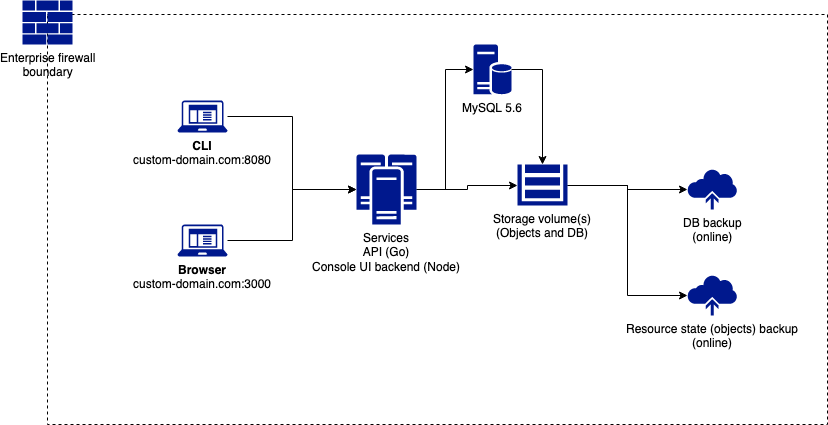 Enterprise firewall
boundary
MySQL 5.6
CLI
custom-domain.com:8080
Services
API (Go)
Console UI backend (Node)
Storage volume(s)
(Objects and DB)
DB backup
(online)
Browser
custom-domain.com:3000
Resource state (objects) backup
(online)